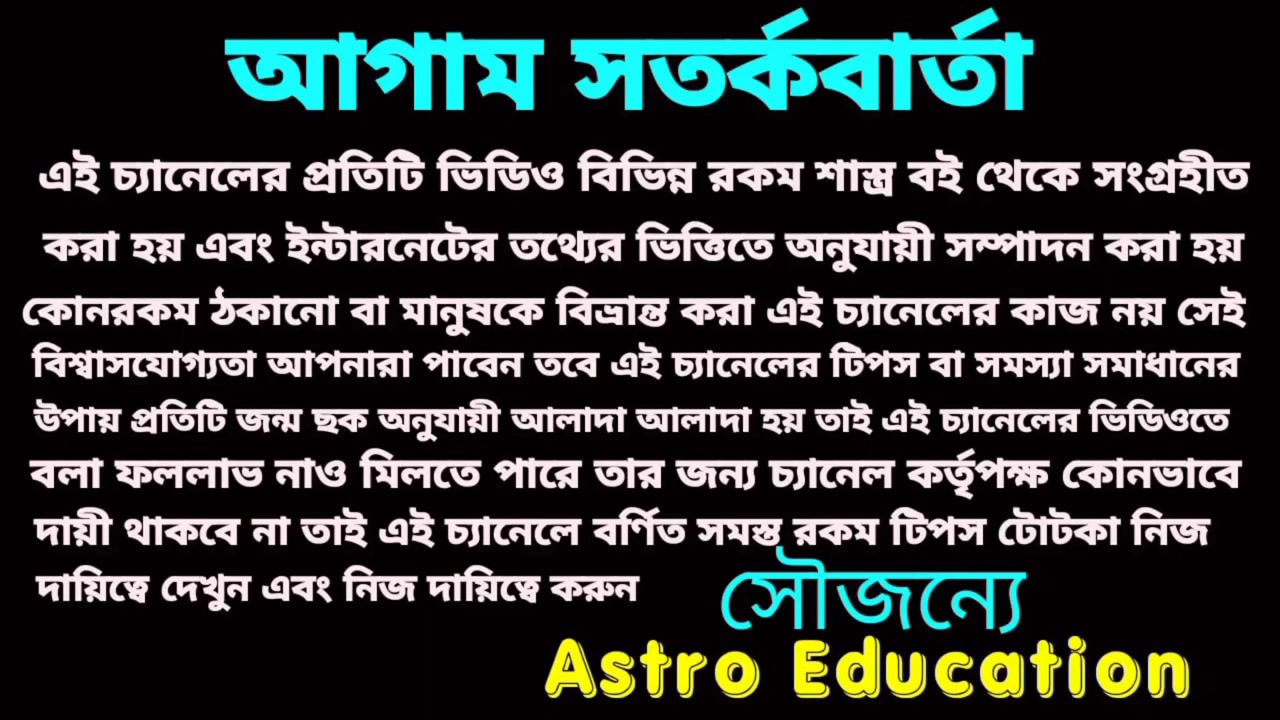 আগাম সতর্কবার্তা
এই চ্যানেলের প্রতিটি ভিডিও বিভিন্ন রকম শাস্ত্র বই থেকে সংগ্রহীত
করা হয় এবং ইন্টারনেটের তথ্যের ভিত্তিতে অনুযায়ী সম্পাদন করা হয়
কোনরকম ঠকানো বা মানুষকে বিভ্রান্ত করা এই চ্যানেলের কাজ নয় সেই
বিশ্বাসযোগ্যতা আপনারা পাবেন তবে এই চ্যানেলের টিপস বা সমস্যা সমাধানের
উপায় প্রতিটি জন্ম ছক অনুযায়ী আলাদা আলাদা হয় তাই এই চ্যানেলের ভিডিওতে
বলা ফললাভ নাও মিলতে পারে তার জন্য চ্যানেল কর্তৃপক্ষ কোনভাবে
দায়ী থাকবে না তাই এই চ্যানেলে বর্ণিত সমস্ত রকম টিপস টোটকা নিজ
দায়িত্বে দেখুন এবং নিজ দায়িত্বে করুন
সৌজন্যে
Astro Education